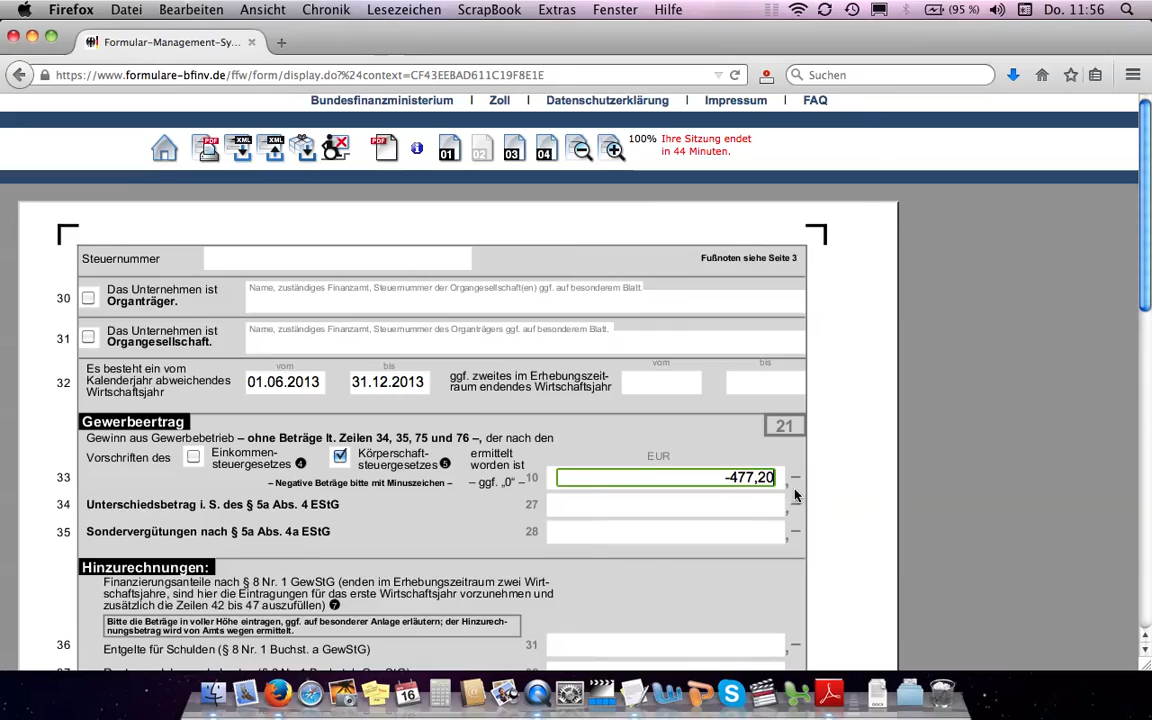 Firefox Datei Bearbeiten Ansicht Chronik Lesezeichen ScrapBook Extras Fenster Hilfe (95 %) Do. 11:56
Formular-Management-Sy...
https://www.formulare-bfinv.de/ffw/form/display.do?%24context=CF43EEBAD611C19F8E1E Suchen
Bundesfinanzministerium I Zoll I Datenschutzerklärung I Impressum I FAQ
PDF XML XML PDF 01 02 03 04 100% Ihre Sitzung endet
in 44 Minuten.
Steuernummer Fußnoten siehe Seite 3
30 Das Unternehmen ist
Organträger.
Name, zuständiges Finanzamt, Steuernummer der Organgesellschaft(en) ggf. auf besonderem Blatt.
31 Das Unternehmen ist
Organgesellschaft.
Name, zuständiges Finanzamt, Steuernummer des Organträgers ggf. auf besonderem Blatt.
32 Es besteht ein vom
Kalenderjahr abweichendes
Wirtschaftsjahr
vom bis
01.06.2013 31.12.2013
ggf. zweites im Erhebungszeit-
raum endendes Wirtschaftsjahr
vom bis
Gewerbeertrag 21
Gewinn aus Gewerbebetrieb – ohne Beträge lt. Zeilen 34, 35, 75 und 76 –, der nach den
Vorschriften des Einkommen-
steuergesetzes 4
Körperschaft-
steuergesetzes 5
ermittelt
worden ist
EUR
33 – Negative Beträge bitte mit Minuszeichen – – ggf. „0“ – 10 -477,20 ,–
34 Unterschiedsbetrag i. S. des § 5a Abs. 4 EStG 27 ,–
35 Sondervergütungen nach § 5a Abs. 4a EStG 28 ,–
Hinzurechnungen:
Finanzierungsanteile nach § 8 Nr. 1 GewStG (enden im Erhebungszeitraum zwei Wirt-
schaftsjahre, sind hier die Eintragungen für das erste Wirtschaftsjahr vorzunehmen und
zusätzlich die Zeilen 42 bis 47 auszufüllen) 7
Bitte die Beträge in voller Höhe eintragen, ggf. auf besonderer Anlage erläutern; der Hinzurech-
nungsbetrag wird von Amts wegen ermittelt.
36 Entgelte für Schulden (§ 8 Nr. 1 Buchst. a GewStG) 31 ,–
16